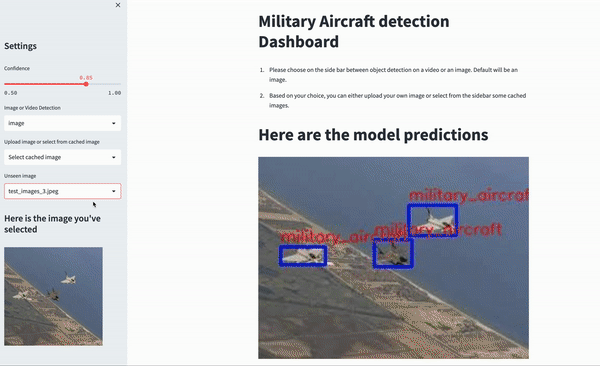 ×
Settings
Confidence
0.85
0.50 1.00
Image or Video Detection
image
Upload image or select from cached image
Select cached image
Unseen image
test_images_3.jpeg
Here is the image you've
selected
Military Aircraft detection
Dashboard
1. Please choose on the side bar between object detection on a video or an image. Default will be an
image.
2. Based on your choice, you can either upload your own image or select from the sidebar some cached
images.
Here are the model predictions
military_aircraf
military_air
military_aircraft